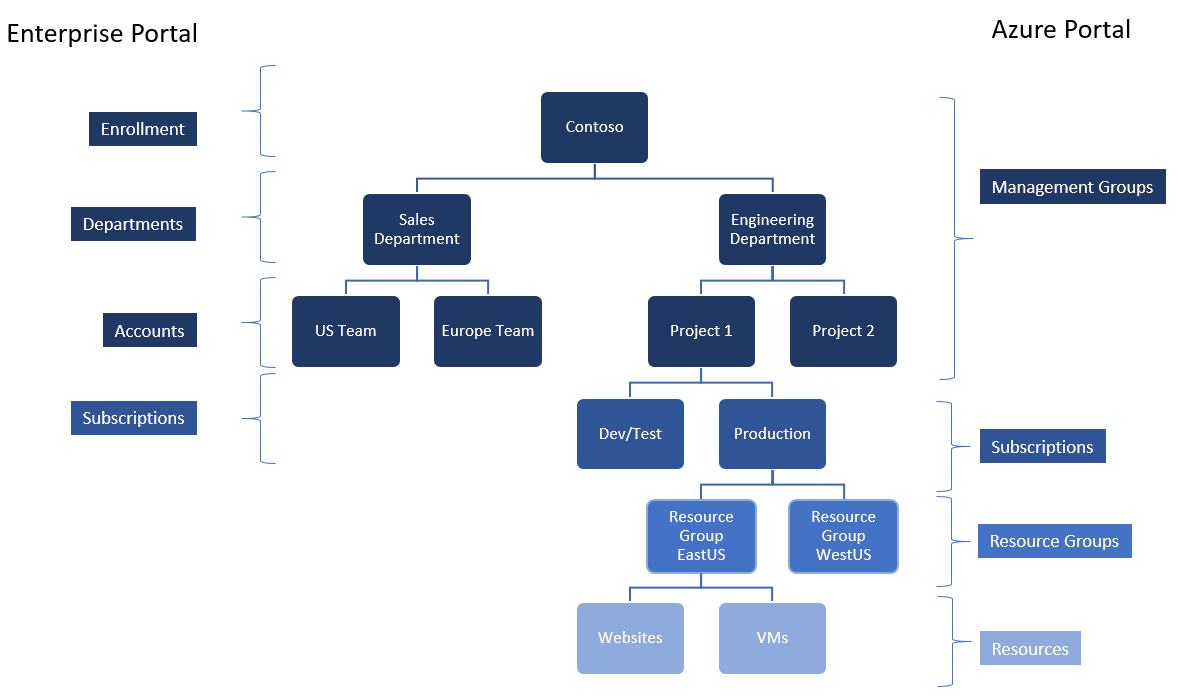 Enterprise Portal
Azure Portal
Enrollment
Contoso
Management Groups
Departments
Sales
Department
Engineering
Department
Accounts
US Team
Europe Team
Project 1
Project 2
Subscriptions
Dev/Test
Production
Subscriptions
Resource
Group
EastUS
Resource
Group
WestUS
Resource Groups
Websites
VMs
Resources